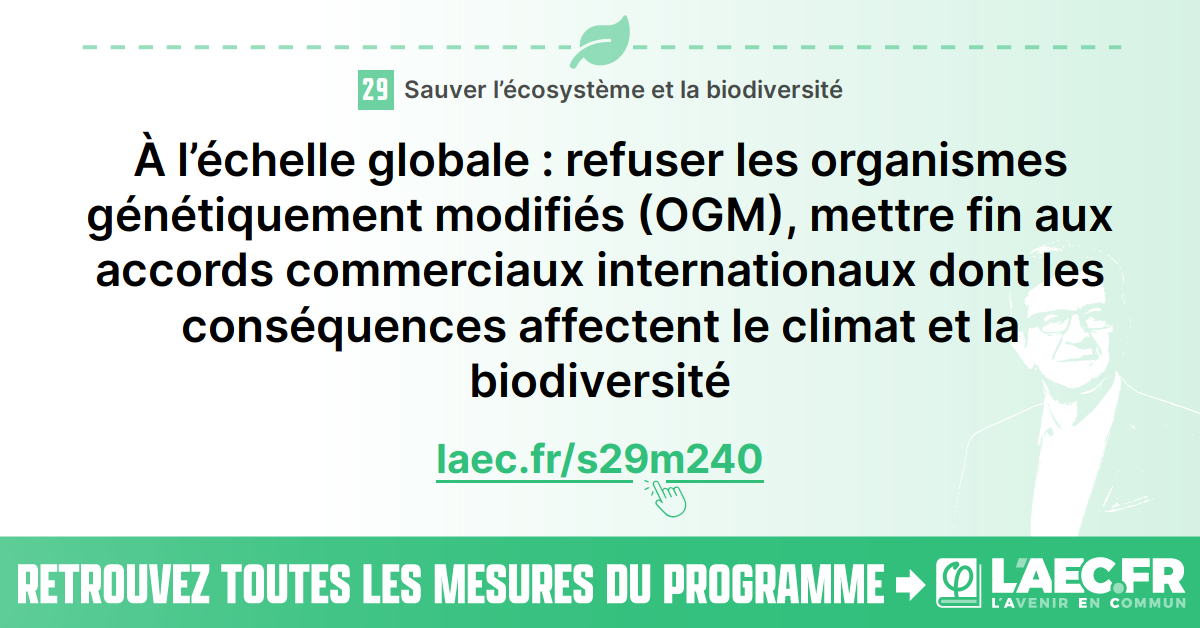 29 Sauver l’écosystème et la biodiversité
À l’échelle globale : refuser les organismes
génétiquement modifiés (OGM), mettre fin aux
accords commerciaux internationaux dont les
conséquences affectent le climat et la
biodiversité
laec.fr/s29m240
RETROUVEZ TOUTES LES MESURES DU PROGRAMME
L'AEC.FR
L'AVENIR EN COMMUN